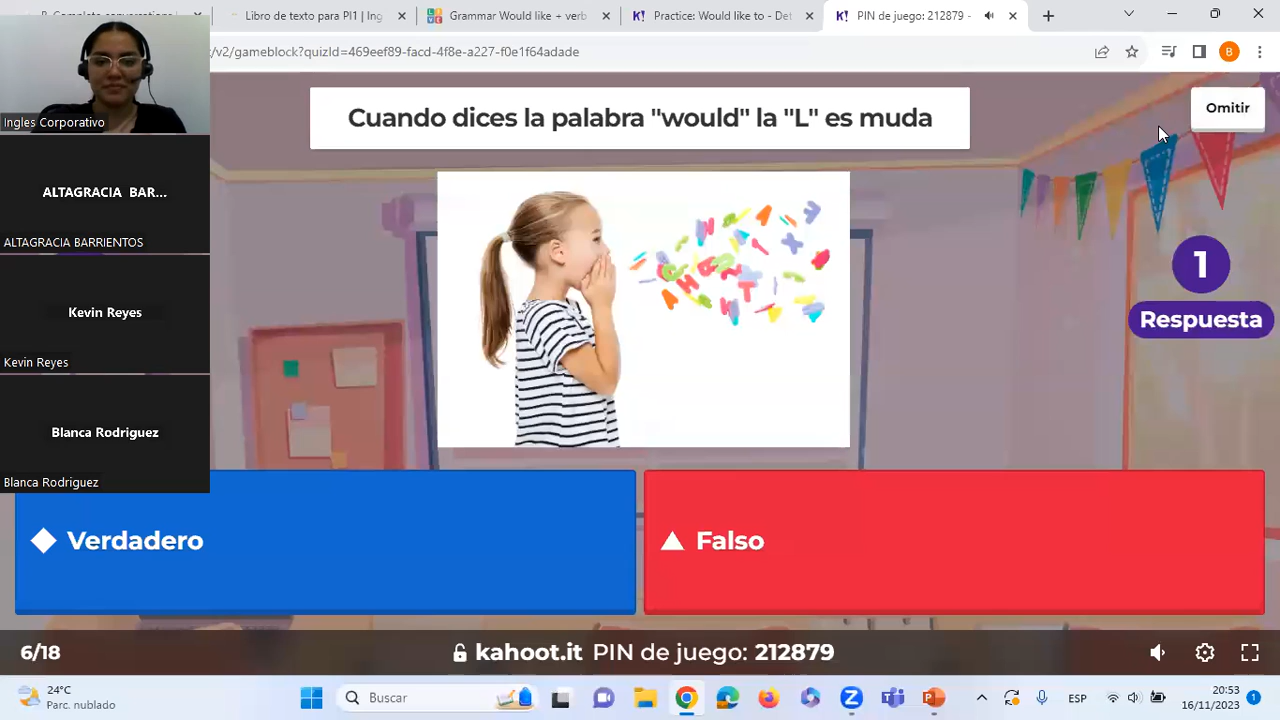 Libro de texto para PI1 | Ing
Grammar Would like – verb
Practice: Would like to - Det
PIN de juego: 212879 -
/v2/gameblock?quizId=469eef89-facd-4f8e-a227-f0e1f64adade
B
Ingles Corporativo
Cuando dices la palabra "would" la "L" es muda
Omitir
ALTAGRACIA BAR...
ALTAGRACIA BARRIENTOS
1
Respuesta
Kevin Reyes
Kevin Reyes
Blanca Rodriguez
Blanca Rodriguez
Verdadero
Falso
6/18
kahoot.it PIN de juego: 212879
24°C
Parc. nublado
Buscar
ESP
20:53
16/11/2023
1